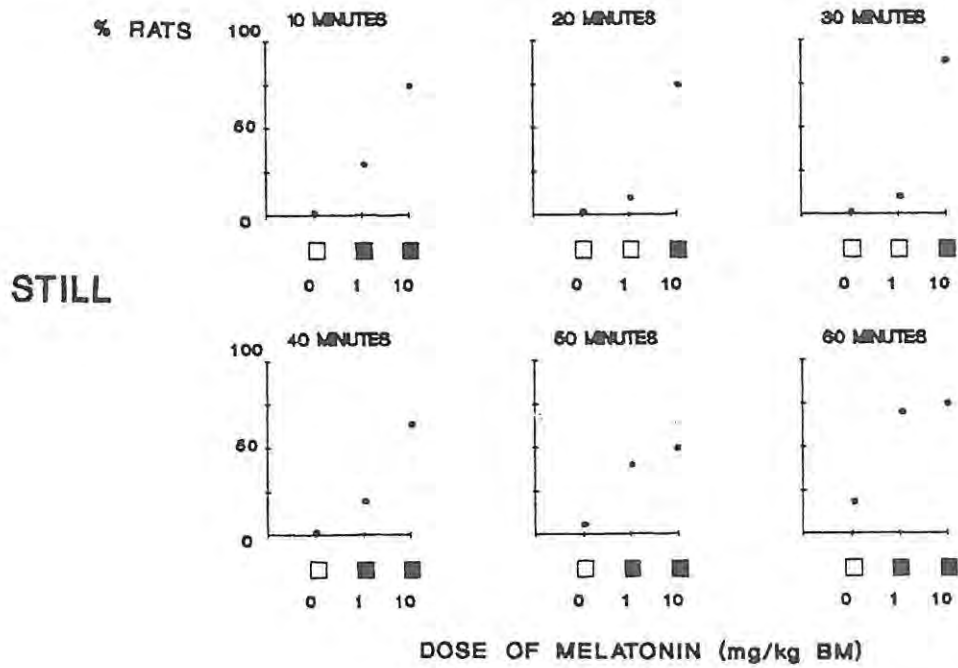 % RATS
10 MINUTES
20 MINUTES
30 MINUTES
100
50
0
0 1 10
0 1 10
0 1 10
STILL
40 MINUTES
50 MINUTES
60 MINUTES
100
50
0
0 1 10
0 1 10
0 1 10
DOSE OF MELATONIN (mg/kg BM)